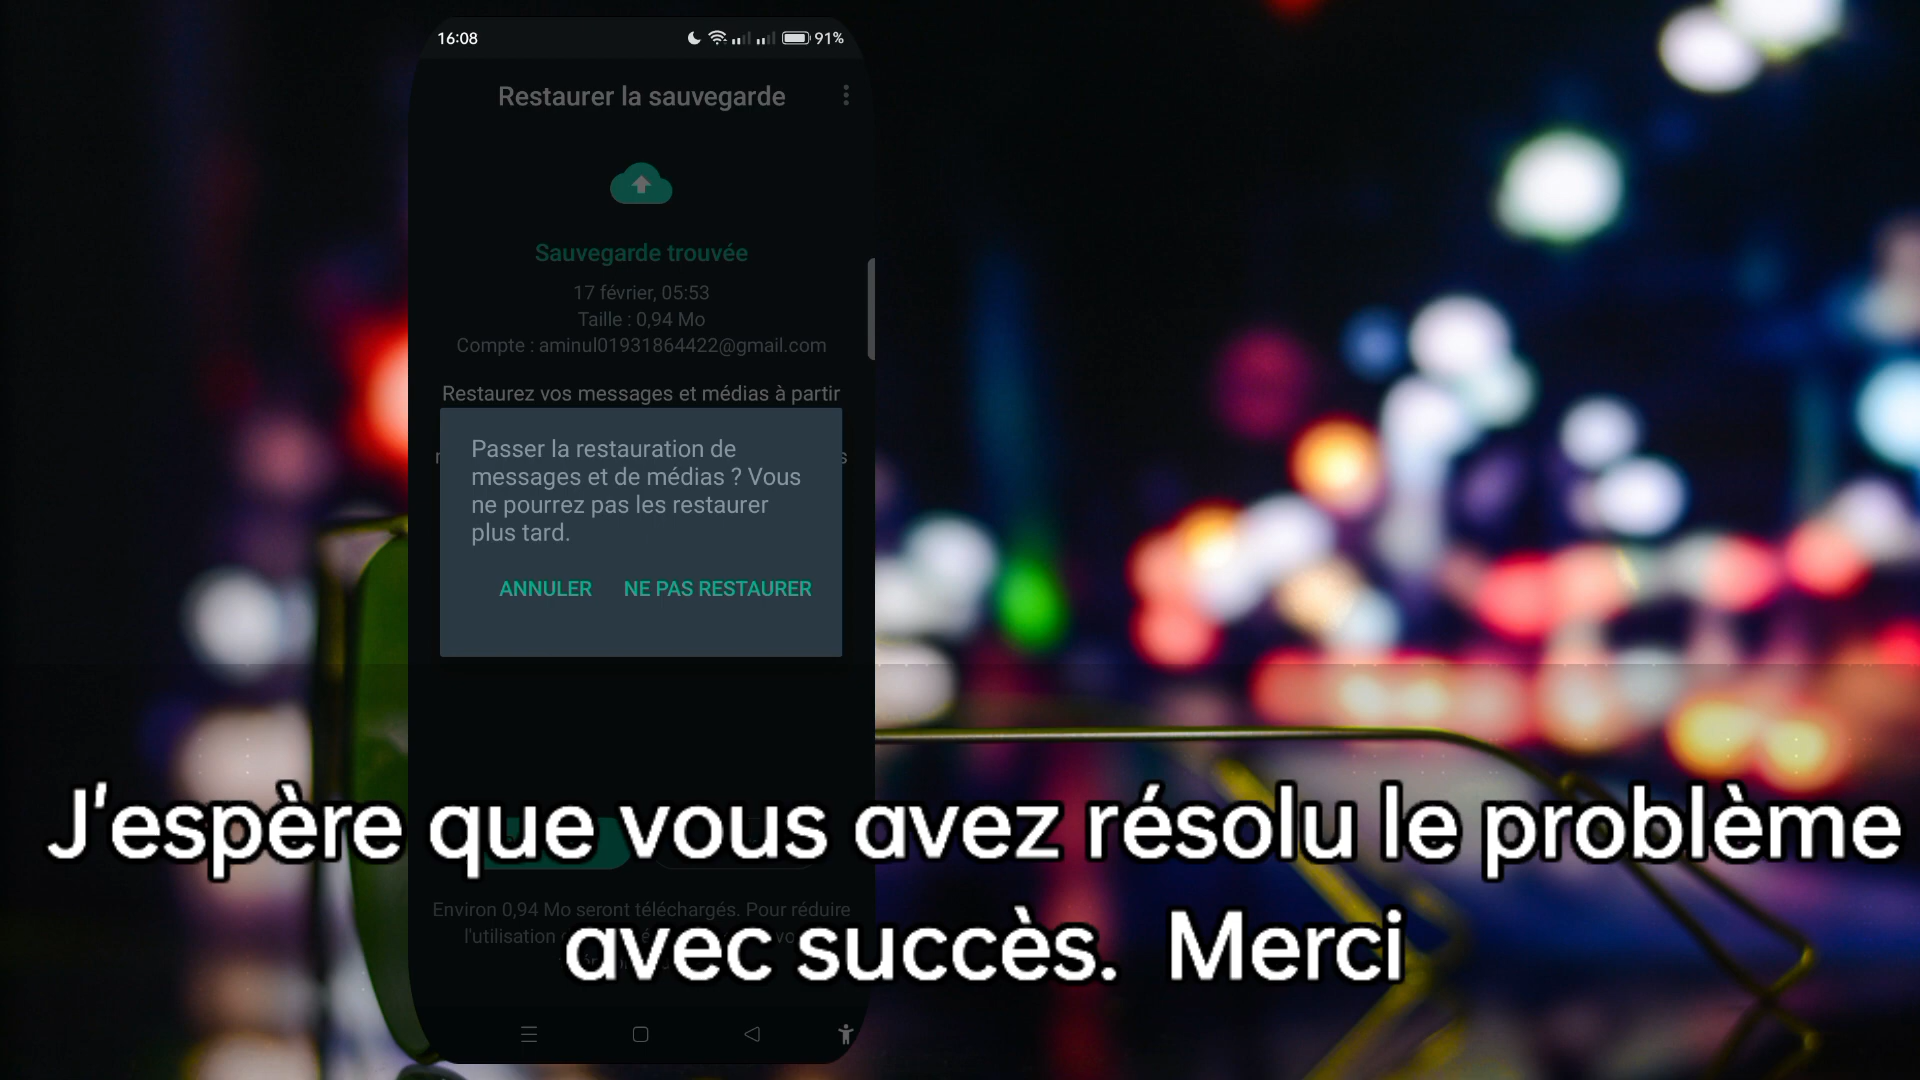 16:08
91%
Restaurer la sauvegarde
Sauvegarde trouvée
17 février, 05:53
Taille : 0,94 Mo
Compte : aminul01931864422@gmail.com
Restaurez vos messages et médias à partir
Passer la restauration de
messages et de médias ? Vous
ne pourrez pas les restaurer
plus tard.
ANNULER NE PAS RESTAURER
J'espère que vous avez résolu le problème
Environ 0,94 Mo seront téléchargés. Pour réduire
l'utilisation
avec succès. Merci